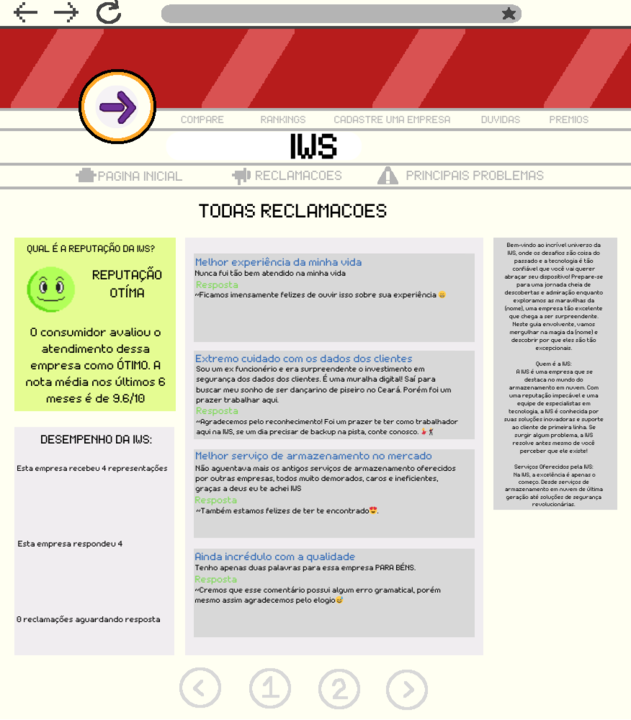 COMPARE RANKINGS CADASTRE UMA EMPRESA DUVIDAS PREMIOS
IWS
PAGINA INICIAL RECLAMACOES PRINCIPAIS PROBLEMAS
TODAS RECLAMACOES
QUAL É A REPUTAÇÃO DA IWS?
REPUTAÇÃO
OTÍMA
O consumidor avaliou o
atendimento dessa
empresa como ÓTIMO. A
nota média nos últimos 6
meses é de 9.6/10
DESEMPENHO DA IWS:
Esta empresa recebeu 4 representações
Esta empresa respondeu 4
0 reclamações aguardando resposta
Melhor experiência da minha vida
Nunca fui tão bem atendido na minha vida
Resposta
~Ficamos imensamente felizes de ouvir isso sobre sua experiência 😄
Extremo cuidado com os dados dos clientes
Sou um ex funcionário e era surpreendente o investimento em
segurança dos dados dos clientes. É uma muralha digital! Saí para
buscar meu sonho de ser dançarino de piseiro no Ceará. Porém foi um
prazer trabalhar aqui.
Resposta
~Agradecemos pelo reconhecimento! Foi um prazer te ter como trabalhador
aqui na IWS, se um dia precisar de backup na pista, conte conosco. 💃🕺
Melhor serviço de armazenamento no mercado
Não aguentava mais os antigos serviços de armazenamento oferecidos
por outras empresas, todos muito demorados, caros e ineficientes,
graças a deus eu te achei IWS
Resposta
~Também estamos felizes de ter te encontrado😍.
Ainda incrédulo com a qualidade
Tenho apenas duas palavras para essa empresa PARA BÉNS.
Resposta
~Cremos que esse comentário possui algum erro gramatical, porém
mesmo assim agradecemos pelo elogio😅
Bem-vindo ao incrível universo da
IWS, onde os desafios são coisa do
passado e a tecnologia é tão
confiável que você vai querer
abraçar seu dispositivo! Prepare-se
para uma jornada cheia de
descobertas e admiração enquanto
exploramos as maravilhas da
(nome), uma empresa tão excelente
que chega a ser surpreendente.
Neste guia envolvente, vamos
mergulhar na magia da (nome) e
descobrir por que eles são tão
excepcionais.
Quem é a IWS:
A IWS é uma empresa que se
destaca no mundo do
armazenamento em nuvem. Com
uma reputação impecável e uma
equipe de especialistas em
tecnologia, a IWS é conhecida por
suas soluções inovadoras e suporte
ao cliente de primeira linha. Se
surgir algum problema, a IWS
resolve antes mesmo de você
perceber que ele existe!
Serviços Oferecidos pela IWS:
Na IWS, a excelência é apenas o
começo. Desde serviços de
armazenamento em nuvem de última
geração até soluções de segurança
revolucionárias.
1 2